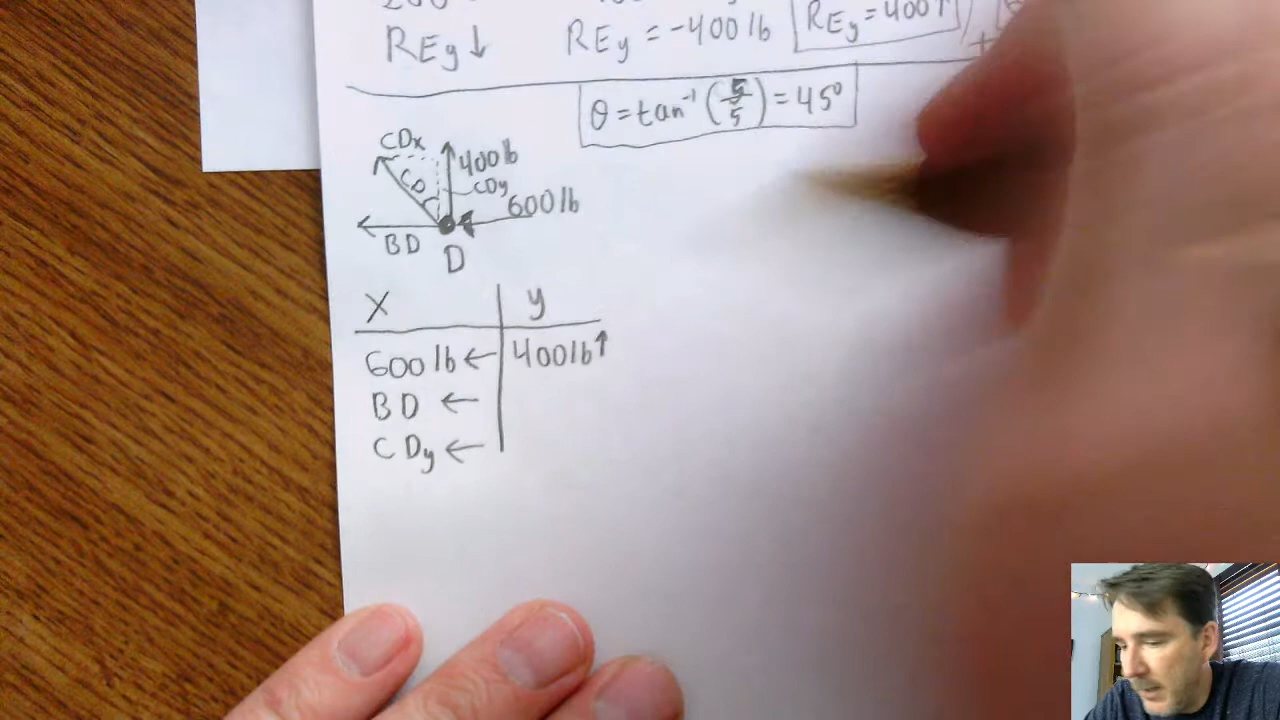 REy↓ REy = -400 lb REy = 400
θ = tan⁻¹ (5/5) = 45°
CDx
400 lb
CD
CDy
600 lb
BD
D
X y
600 lb ← 400 lb ↑
BD ←
CDy ←